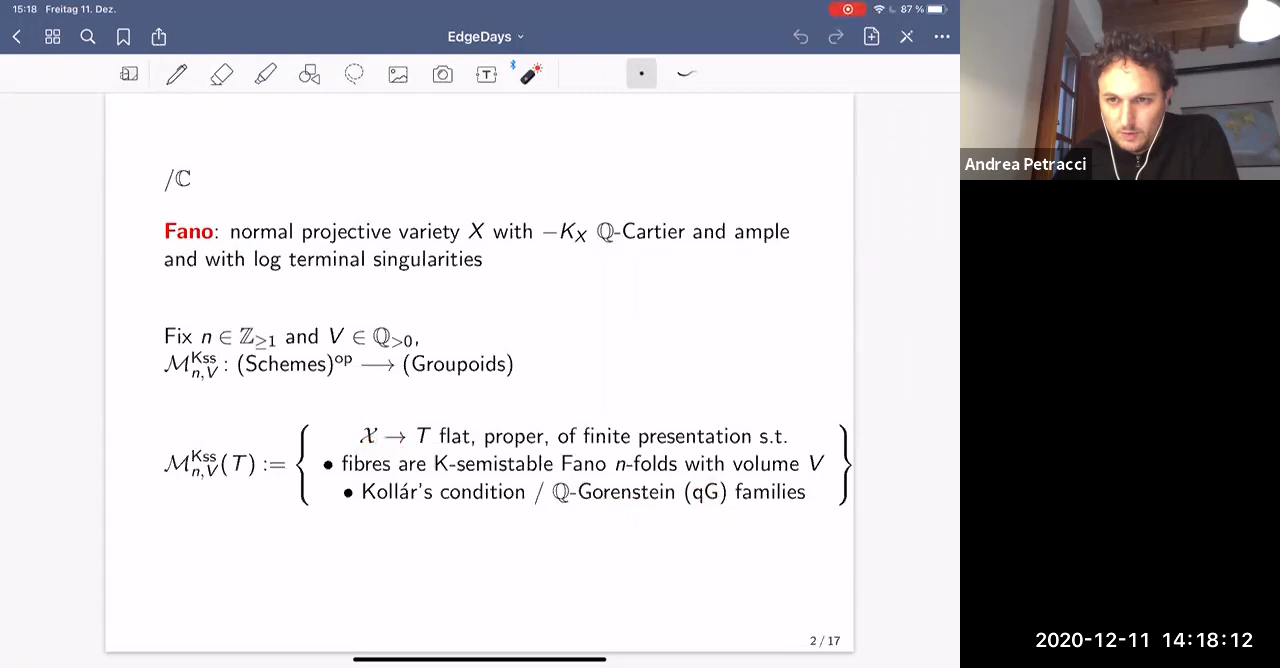 15:18 Freitag 11. Dez.
87 %
EdgeDays
T
/ℂ
Fano: normal projective variety X with −K_X ℚ-Cartier and ample
and with log terminal singularities
Fix n ∈ ℤ_{≥1} and V ∈ ℚ_{>0},
ℳ^{Kss}_{n,V} : (Schemes)^{op} ⟶ (Groupoids)
𝒳 → T flat, proper, of finite presentation s.t.
ℳ^{Kss}_{n,V}(T) := { • fibres are K-semistable Fano n-folds with volume V }
• Kollár's condition / ℚ-Gorenstein (qG) families
2 / 17
Andrea Petracci
2020-12-11 14:18:12